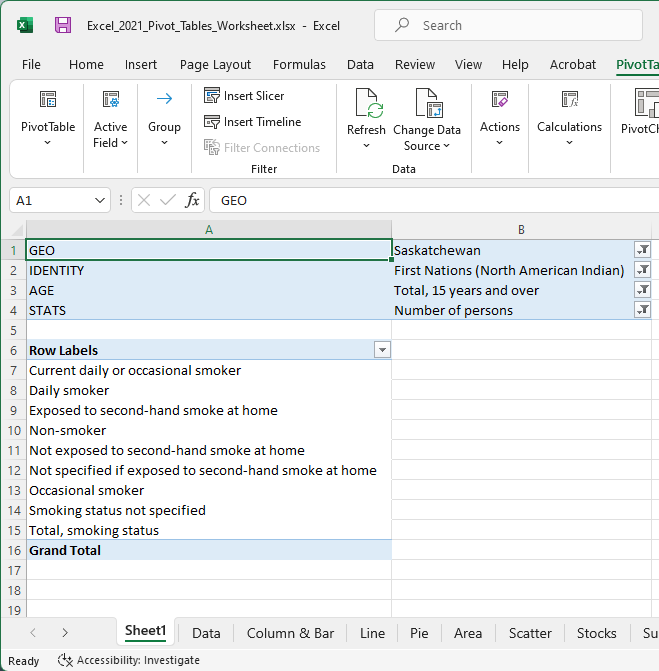 Excel_2021_Pivot_Tables_Worksheet.xlsx - Excel
Search
File Home Insert Page Layout Formulas Data Review View Help Acrobat PivotTa
PivotTable
Active Field
Group
Insert Slicer
Insert Timeline
Filter Connections
Filter
Refresh
Change Data Source
Data
Actions
Calculations
PivotCh
A1 fx GEO
A B
1 GEO Saskatchewan
2 IDENTITY First Nations (North American Indian)
3 AGE Total, 15 years and over
4 STATS Number of persons
5
6 Row Labels
7 Current daily or occasional smoker
8 Daily smoker
9 Exposed to second-hand smoke at home
10 Non-smoker
11 Not exposed to second-hand smoke at home
12 Not specified if exposed to second-hand smoke at home
13 Occasional smoker
14 Smoking status not specified
15 Total, smoking status
16 Grand Total
17
18
19
Sheet1 Data Column & Bar Line Pie Area Scatter Stocks Su
Ready Accessibility: Investigate